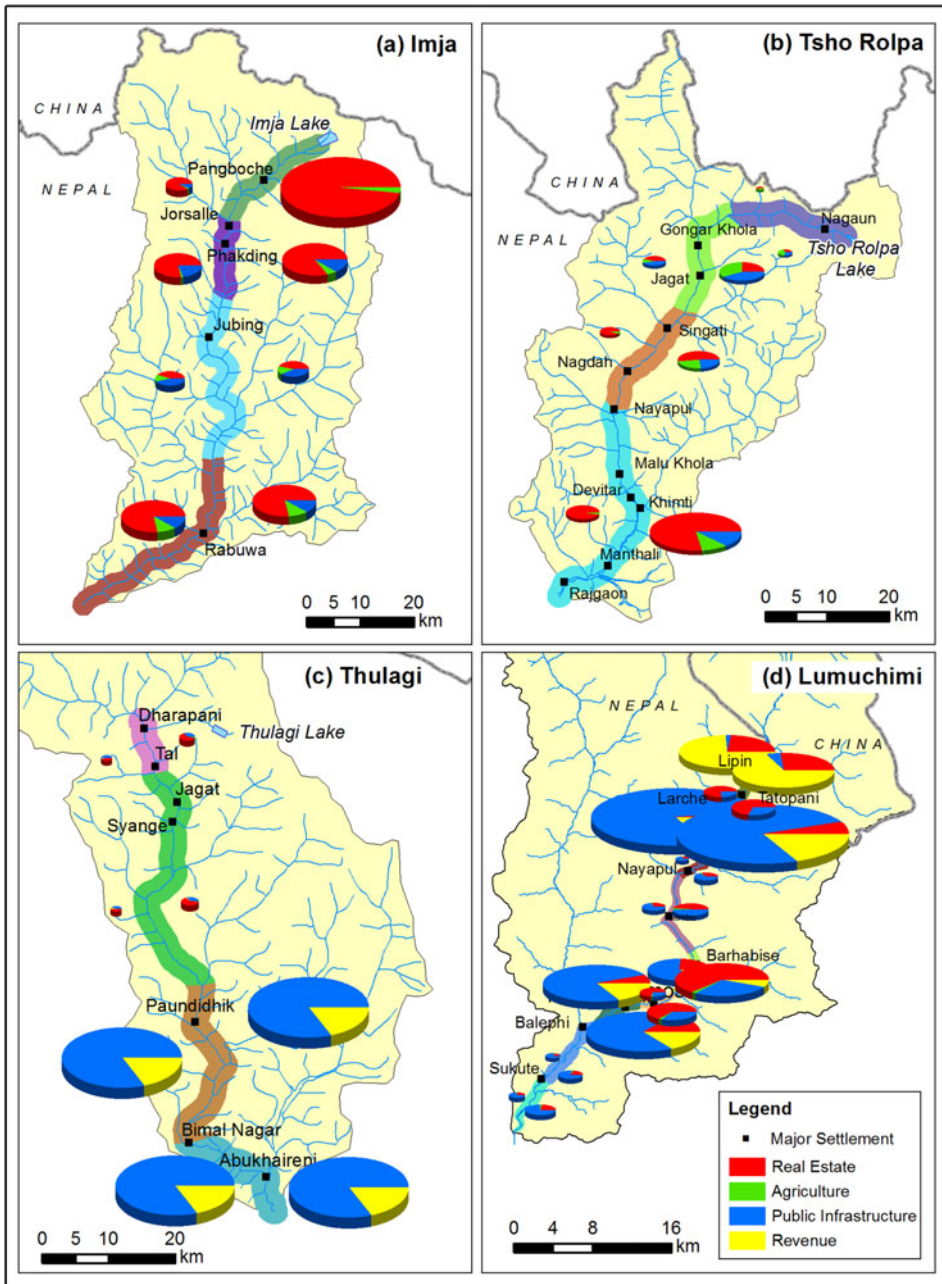 (a) Imja
CHINA
Imja Lake
Pangboche
NEPAL
Jorsalle
Phakding
Jubing
Rabuwa
0 5 10 20
km
(b) Tsho Rolpa
CHINA
NEPAL
Gongar Khola
Nagaun
Tsho Rolpa
Lake
Jagat
Singati
Nagdah
Nayapul
Malu Khola
Devitar
Khimti
Manthali
Rajgaon
0 5 10 20
km
(c) Thulagi
Dharapani
Thulagi Lake
Tal
Jagat
Syange
Paundidhik
Bimal Nagar
Abukhaireni
0 5 10 20
km
(d) Lumuchimi
NEPAL
CHINA
Lipin
Larche
Tatopani
Nayapul
Barhabise
Balephi
Sukute
0 4 8 16
km
Legend
Major Settlement
Real Estate
Agriculture
Public Infrastructure
Revenue